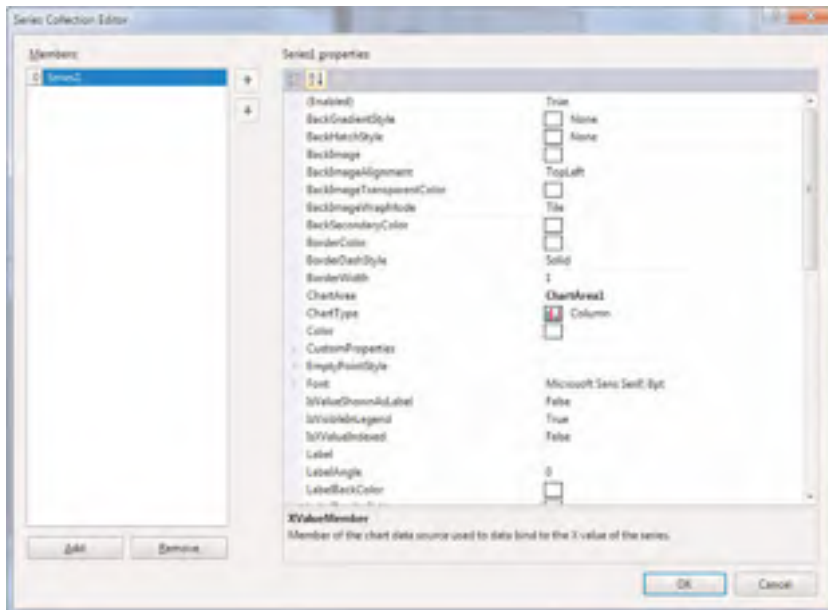 Series Collection Editor
Members:
0 Series1
Series1 properties:
(Enabled) True
BackGradientStyle None
BackHatchStyle None
BackImage
BackImageAlignment TopLeft
BackImageTransparentColor
BackImageWrapMode Tile
BackSecondaryColor
BorderColor
BorderDashStyle Solid
BorderWidth 1
ChartArea ChartArea1
ChartType Column
Color
CustomProperties
EmptyPointStyle
Font Microsoft Sans Serif, 8pt
IsValueShownAsLabel False
IsVisibleInLegend True
IsXValueIndexed False
Label
LabelAngle 0
LabelBackColor
XValueMember
Member of the chart data source used to data bind to the X value of the series.
Add Remove
OK Cancel